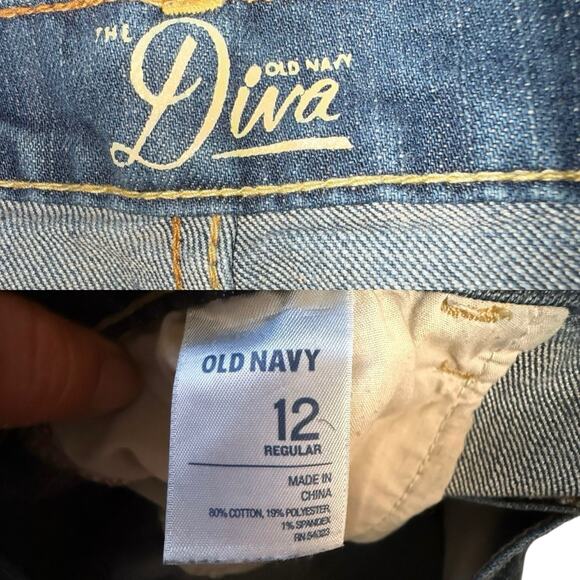 THE
OLD NAVY
Diva
OLD NAVY
12
REGULAR
MADE IN
CHINA
80% COTTON, 19% POLYESTER,
1% SPANDEX
RN 54023